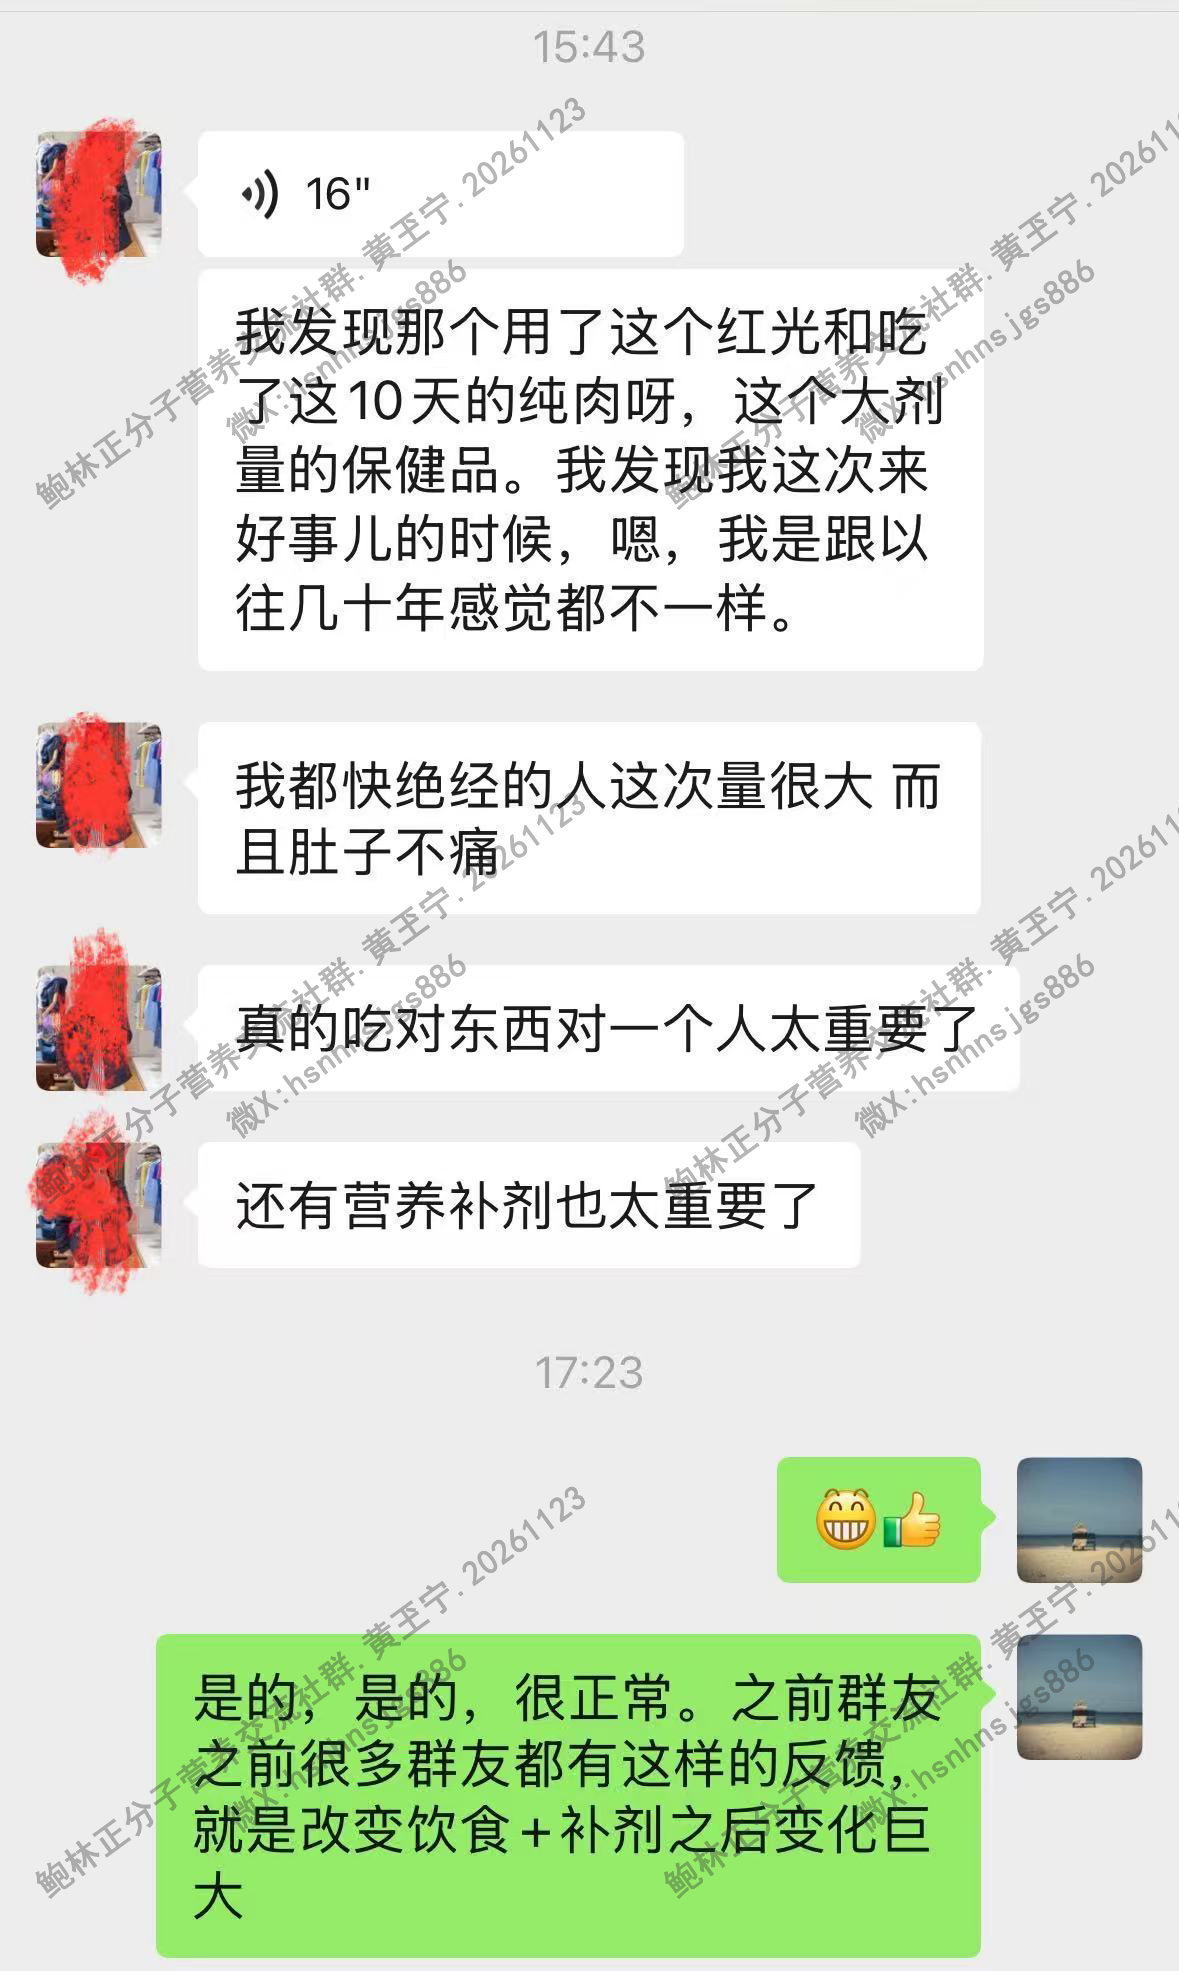 15:43
16"
我发现那个用了这个红光和吃
了这10天的纯肉呀，这个大剂
量的保健品。我发现我这次来
好事儿的时候，嗯，我是跟以
往几十年感觉都不一样。
我都快绝经的人这次量很大 而
且肚子不痛
真的吃对东西对一个人太重要了
还有营养补剂也太重要了
17:23
是的，是的，很正常。之前群友
之前很多群友都有这样的反馈，
就是改变饮食+补剂之后变化巨
大
鲍林正分子营养交流社群. 黄玊宁. 20261123
微X:hsnhnsjgs886